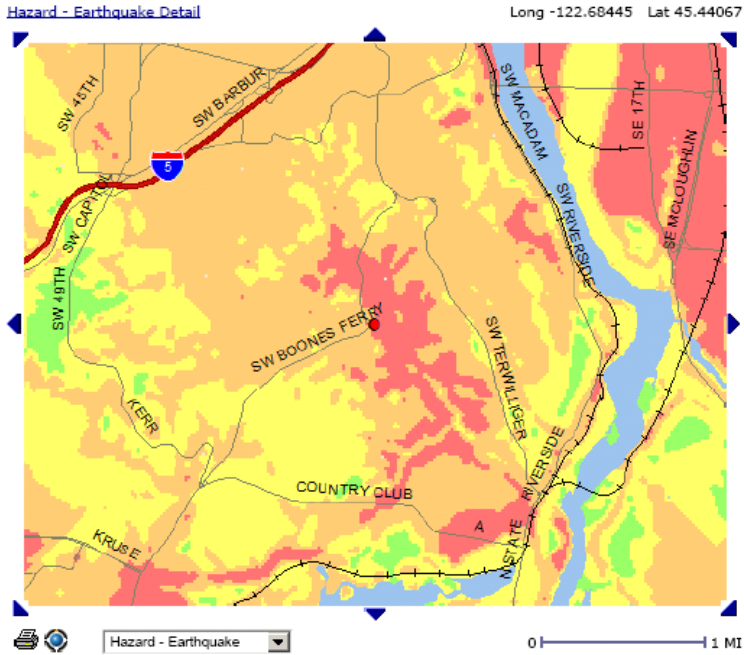 Hazard - Earthquake Detail
Long -122.68445 Lat 45.44067
SW 45TH
SW BARBUR
SW MACADAM
SE 17TH
5
SW CAPITOL
SW RIVERSIDE
SE MCLOUGHLIN
SW 49TH
SW BOONES FERRY
SW TERWILLIGER
KERR
RIVERSIDE
COUNTRY CLUB
A
KRUSE
N STATE
Hazard - Earthquake
0 1 MI